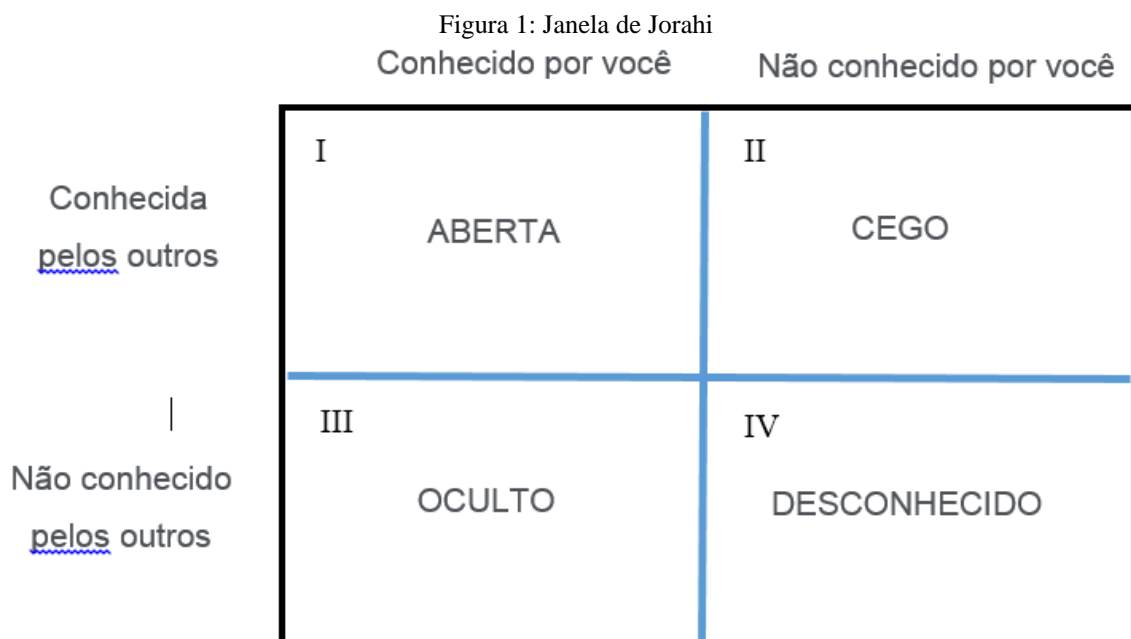 Figura 1: Janela de Jorahi
Conhecido por você
Não conhecido por você
I
II
Conhecida
pelos outros
ABERTA
CEGO
III
IV
Não conhecido
pelos outros
OCULTO
DESCONHECIDO